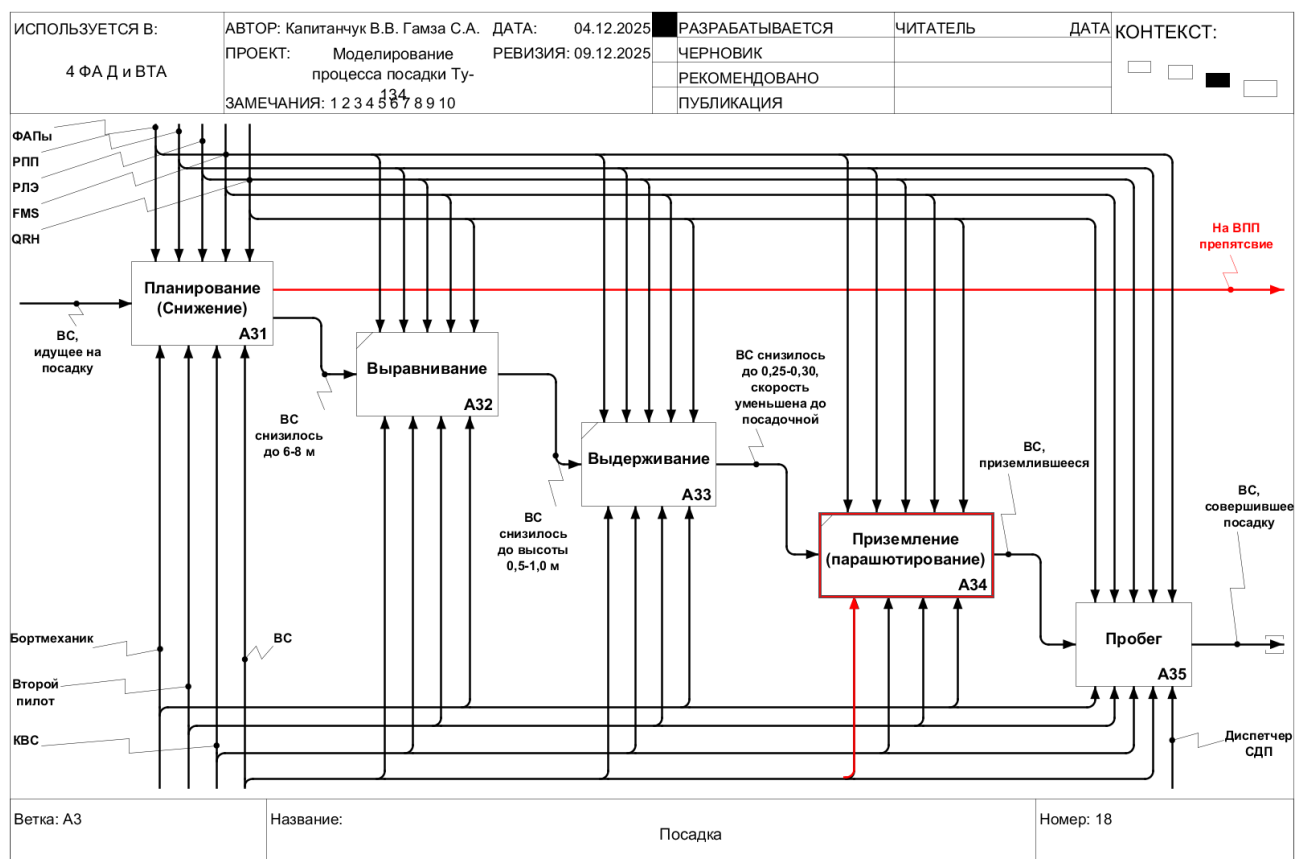 ИСПОЛЬЗУЕТСЯ В:
4 ФА Д и ВТА
АВТОР: Капитанчук В.В. Гамза С.А.
ДАТА: 04.12.2025
ПРОЕКТ: Моделирование
процесса посадки Ту-
134
РЕВИЗИЯ: 09.12.2025
ЗАМЕЧАНИЯ: 1 2 3 4 5 6 7 8 9 10
РАЗРАБАТЫВАЕТСЯ
ЧЕРНОВИК
РЕКОМЕНДОВАНО
ПУБЛИКАЦИЯ
ЧИТАТЕЛЬ
ДАТА
КОНТЕКСТ:
ФАПы
РПП
РЛЭ
FMS
QRH
На ВПП
препятсвие
Планирование
(Снижение)
А31
ВС,
идущее на
посадку
Выравнивание
А32
ВС
снизилось
до 6-8 м
ВС снизилось
до 0,25-0,30,
скорость
уменьшена до
посадочной
Выдерживание
А33
ВС
снизилось
до высоты
0,5-1,0 м
ВС,
приземлившееся
Приземление
(парашютирование)
А34
ВС,
совершившее
посадку
Пробег
А35
Бортмеханик
ВС
Второй
пилот
КВС
Диспетчер
СДП
Ветка: А3
Название:
Посадка
Номер: 18